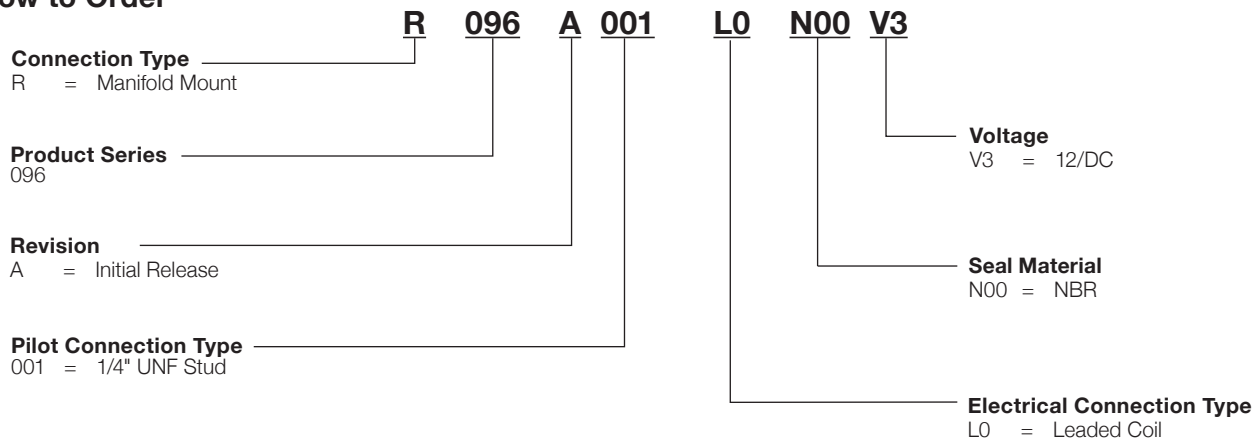 to Order
R 096 A 001 L0 N00 V3
Connection Type
R = Manifold Mount
Product Series
096
Revision
A = Initial Release
Pilot Connection Type
001 = 1/4" UNF Stud
Voltage
V3 = 12/DC
Seal Material
N00 = NBR
Electrical Connection Type
L0 = Leaded Coil